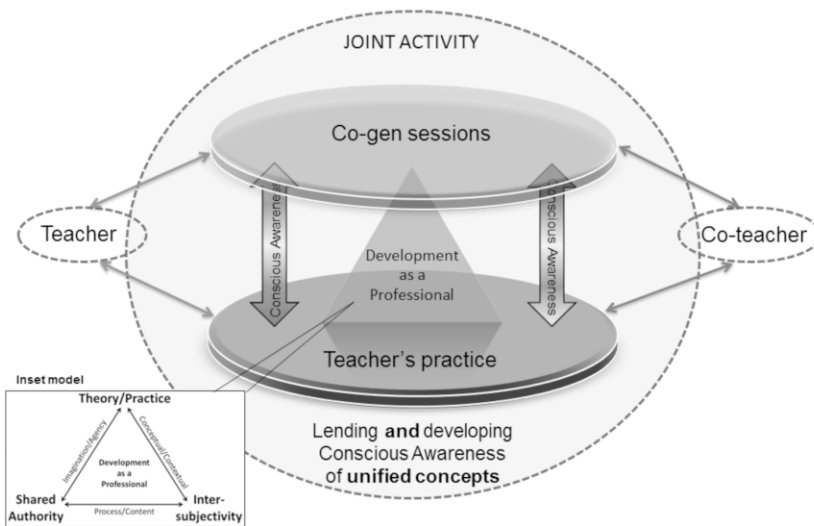 JOINT ACTIVITY
Co-gen sessions
Conscious Awareness
Conscious Awareness
Teacher
Co-teacher
Development
as a
Professional
Teacher's practice
Inset model
Theory/Practice
Imagination/Agency
Conceptual/Contextual
Development
as a
Professional
Shared
Authority
Process/Content
Inter-
subjectivity
Lending and developing
Conscious Awareness
of unified concepts